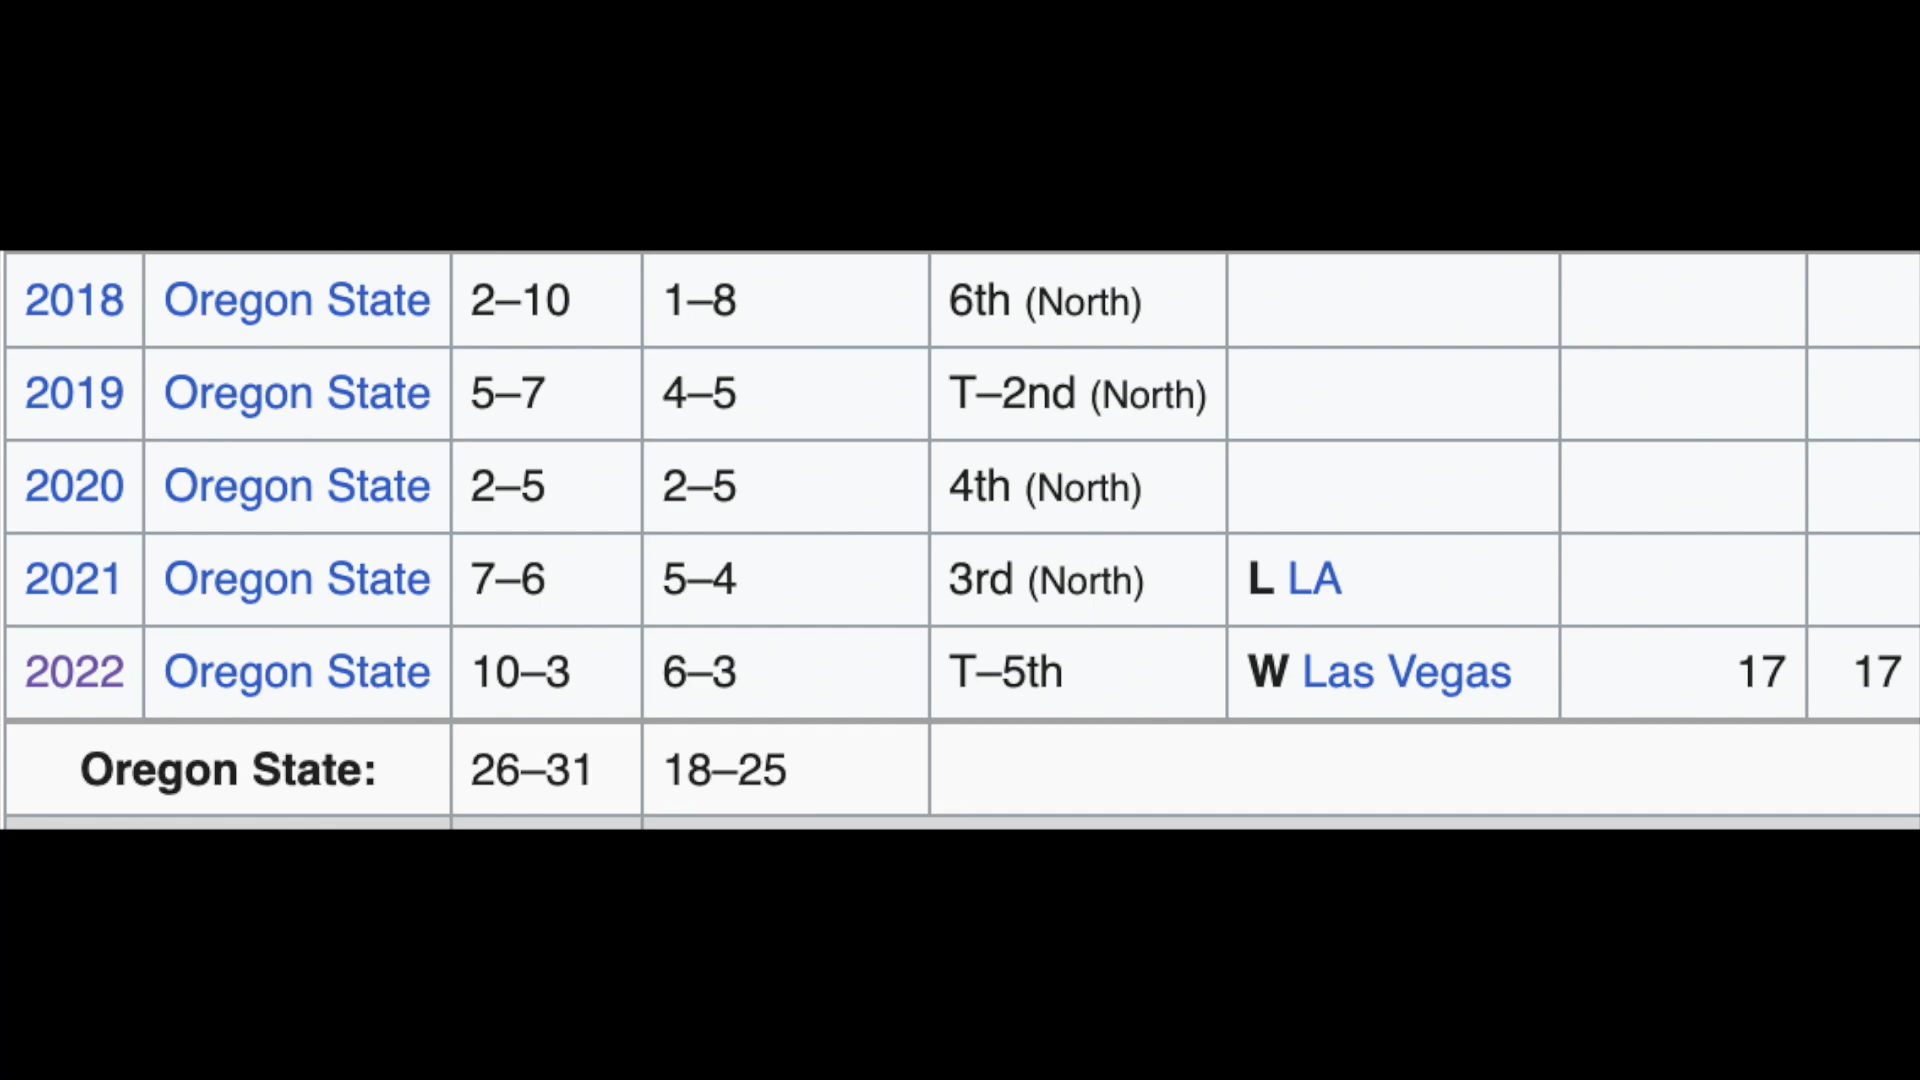 2018 Oregon State 2–10 1–8 6th (North)
2019 Oregon State 5–7 4–5 T–2nd (North)
2020 Oregon State 2–5 2–5 4th (North)
2021 Oregon State 7–6 5–4 3rd (North) L LA
2022 Oregon State 10–3 6–3 T–5th W Las Vegas 17 17
Oregon State: 26–31 18–25